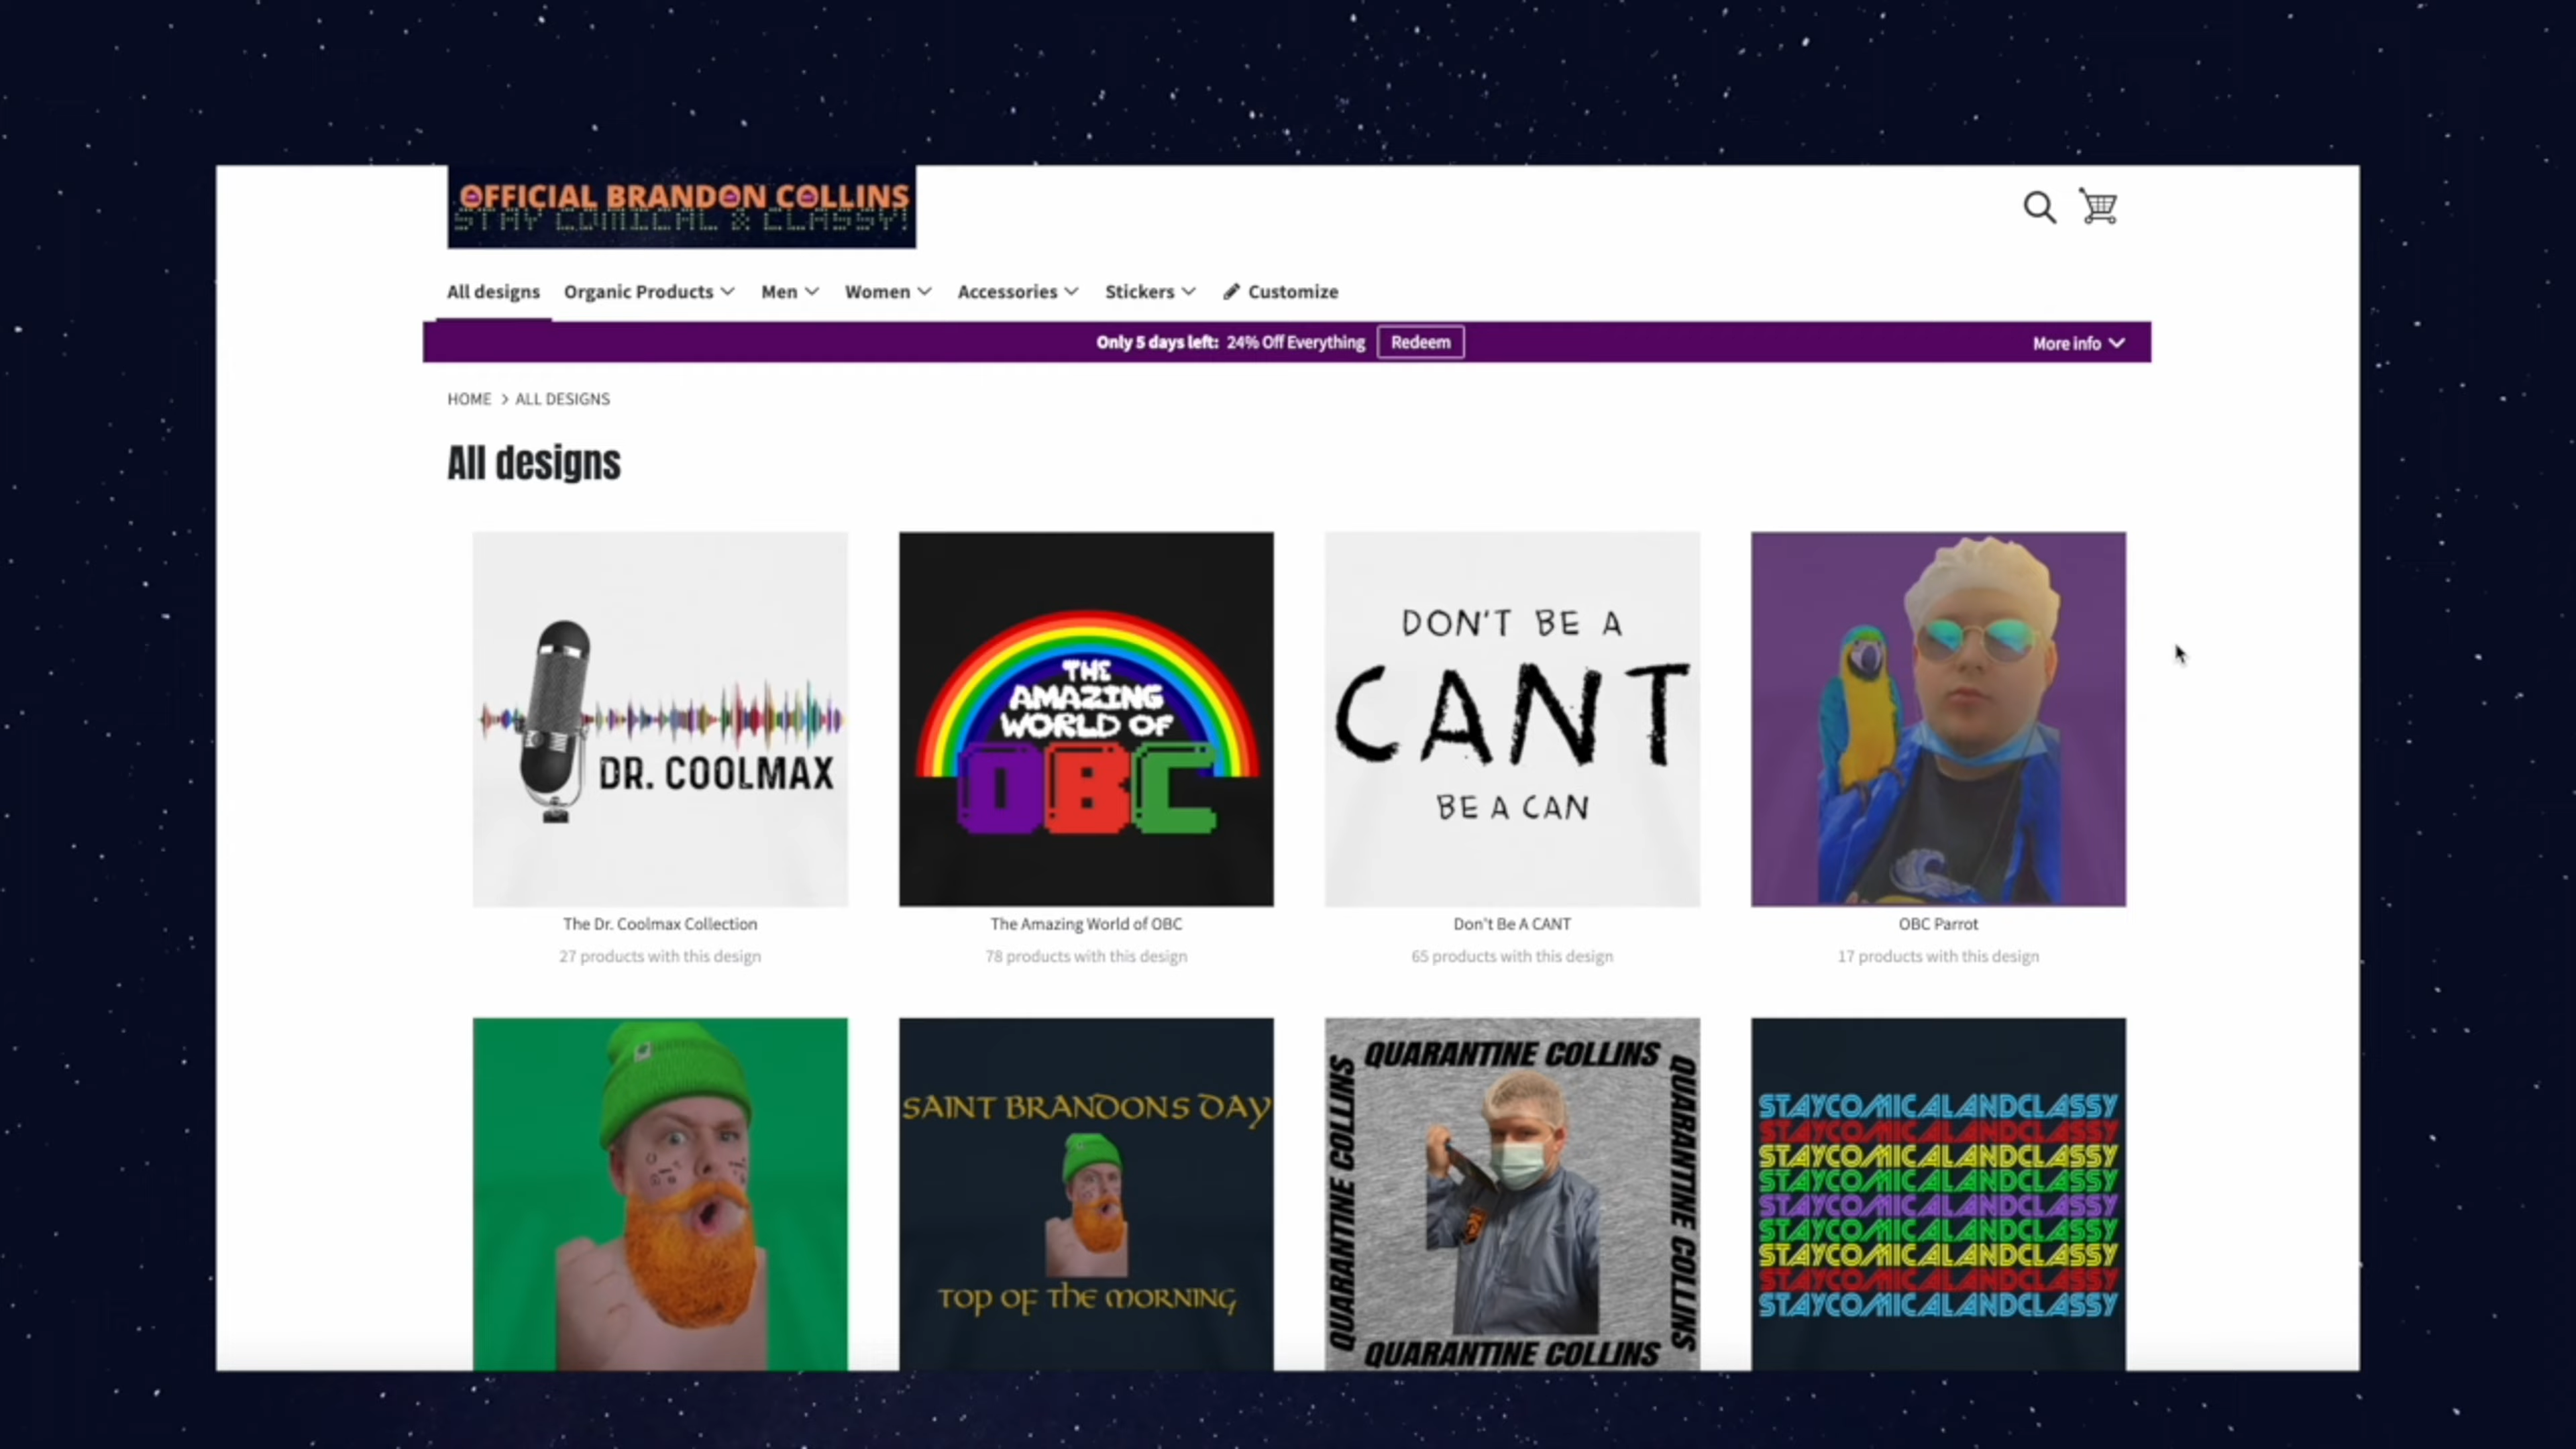 OFFICIAL BRANDON COLLINS
STAY COMICAL & CLASSY!
All designs Organic Products Men Women Accessories Stickers Customize
Only 5 days left: 24% Off Everything Redeem More info
HOME > ALL DESIGNS
All designs
DR. COOLMAX
THE
AMAZING
WORLD OF
OBC
DON'T BE A
CANT
BE A CAN
The Dr. Coolmax Collection
27 products with this design
The Amazing World of OBC
78 products with this design
Don't Be A CANT
65 products with this design
OBC Parrot
17 products with this design
SAINT BRANDONS DAY
TOP OF THE MORNING
QUARANTINE COLLINS
QUARANTINE COLLINS
QUARANTINE COLLINS
QUARANTINE COLLINS
STAYCOMICALANDCLASSY
STAYCOMICALANDCLASSY
STAYCOMICALANDCLASSY
STAYCOMICALANDCLASSY
STAYCOMICALANDCLASSY
STAYCOMICALANDCLASSY
STAYCOMICALANDCLASSY
STAYCOMICALANDCLASSY
STAYCOMICALANDCLASSY